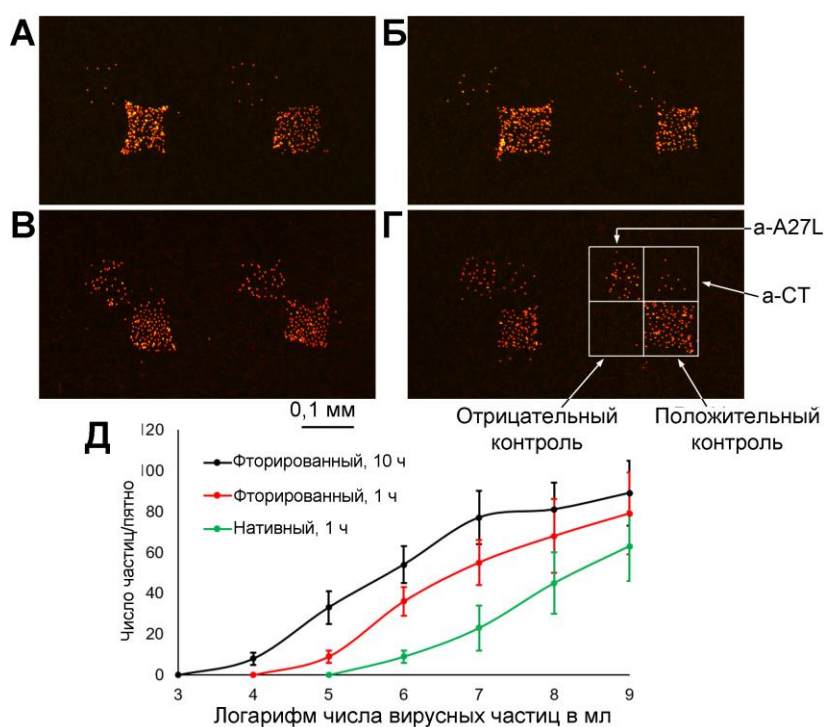 А
Б
В
Г
а-A27L
а-CT
Отрицательный
контроль
Положительный
контроль
0,1 мм
Д
Число частиц/пятно
120
100
80
60
40
20
0
Фторированный, 10 ч
Фторированный, 1 ч
Нативный, 1 ч
3 4 5 6 7 8 9
Логарифм числа вирусных частиц в мл